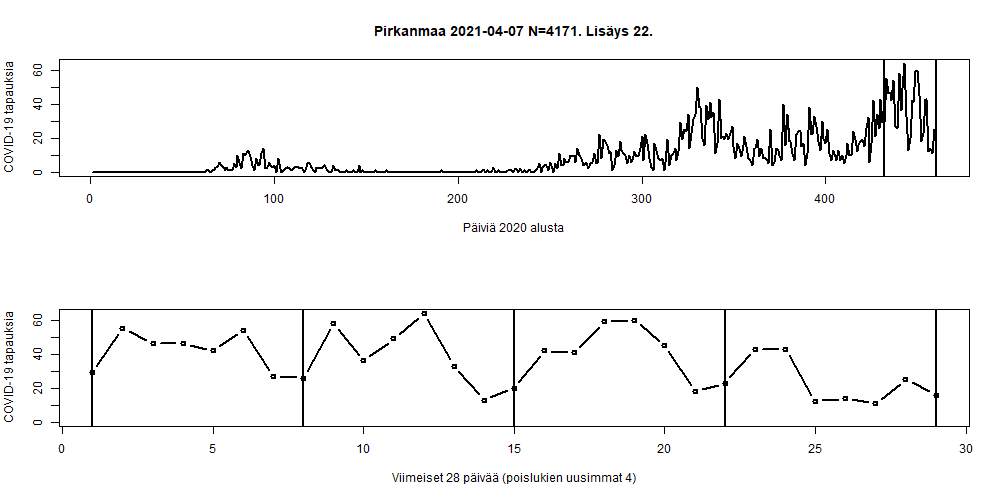 Pirkanmaa 2021-04-07 N=4171. Lisäys 22.
COVID-19 tapauksia
60
40
20
0
0 100 200 300 400
Päiviä 2020 alusta
COVID-19 tapauksia
60
40
20
0
0 5 10 15 20 25 30
Viimeiset 28 päivää (poislukien uusimmat 4)